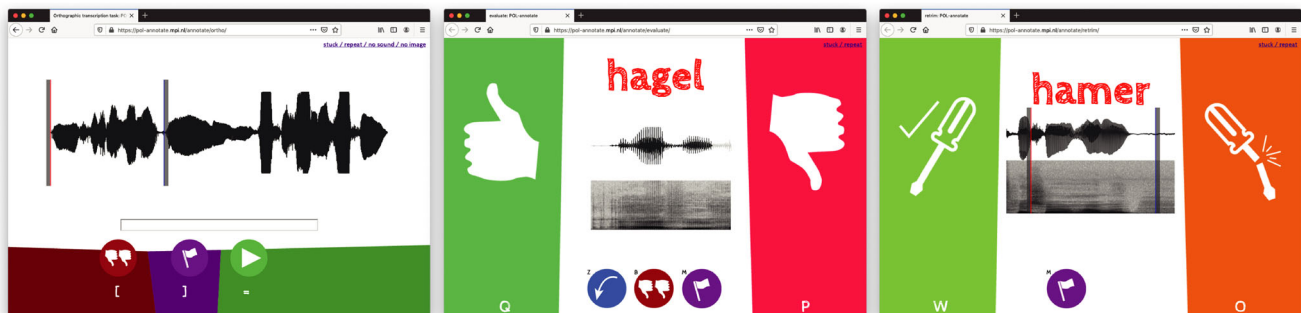 Orthographic transcription task: PO
https://pol-annotate.mpi.nl/annotate/ortho/
stuck / repeat / no sound / no image
[
]
=
evaluate: POL-annotate
https://pol-annotate.mpi.nl/annotate/evaluate/
stuck / repeat
hagel
Z
B
M
Q
P
retrim: POL-annotate
https://pol-annotate.mpi.nl/annotate/retrim/
stuck / repeat
hamer
M
W
O